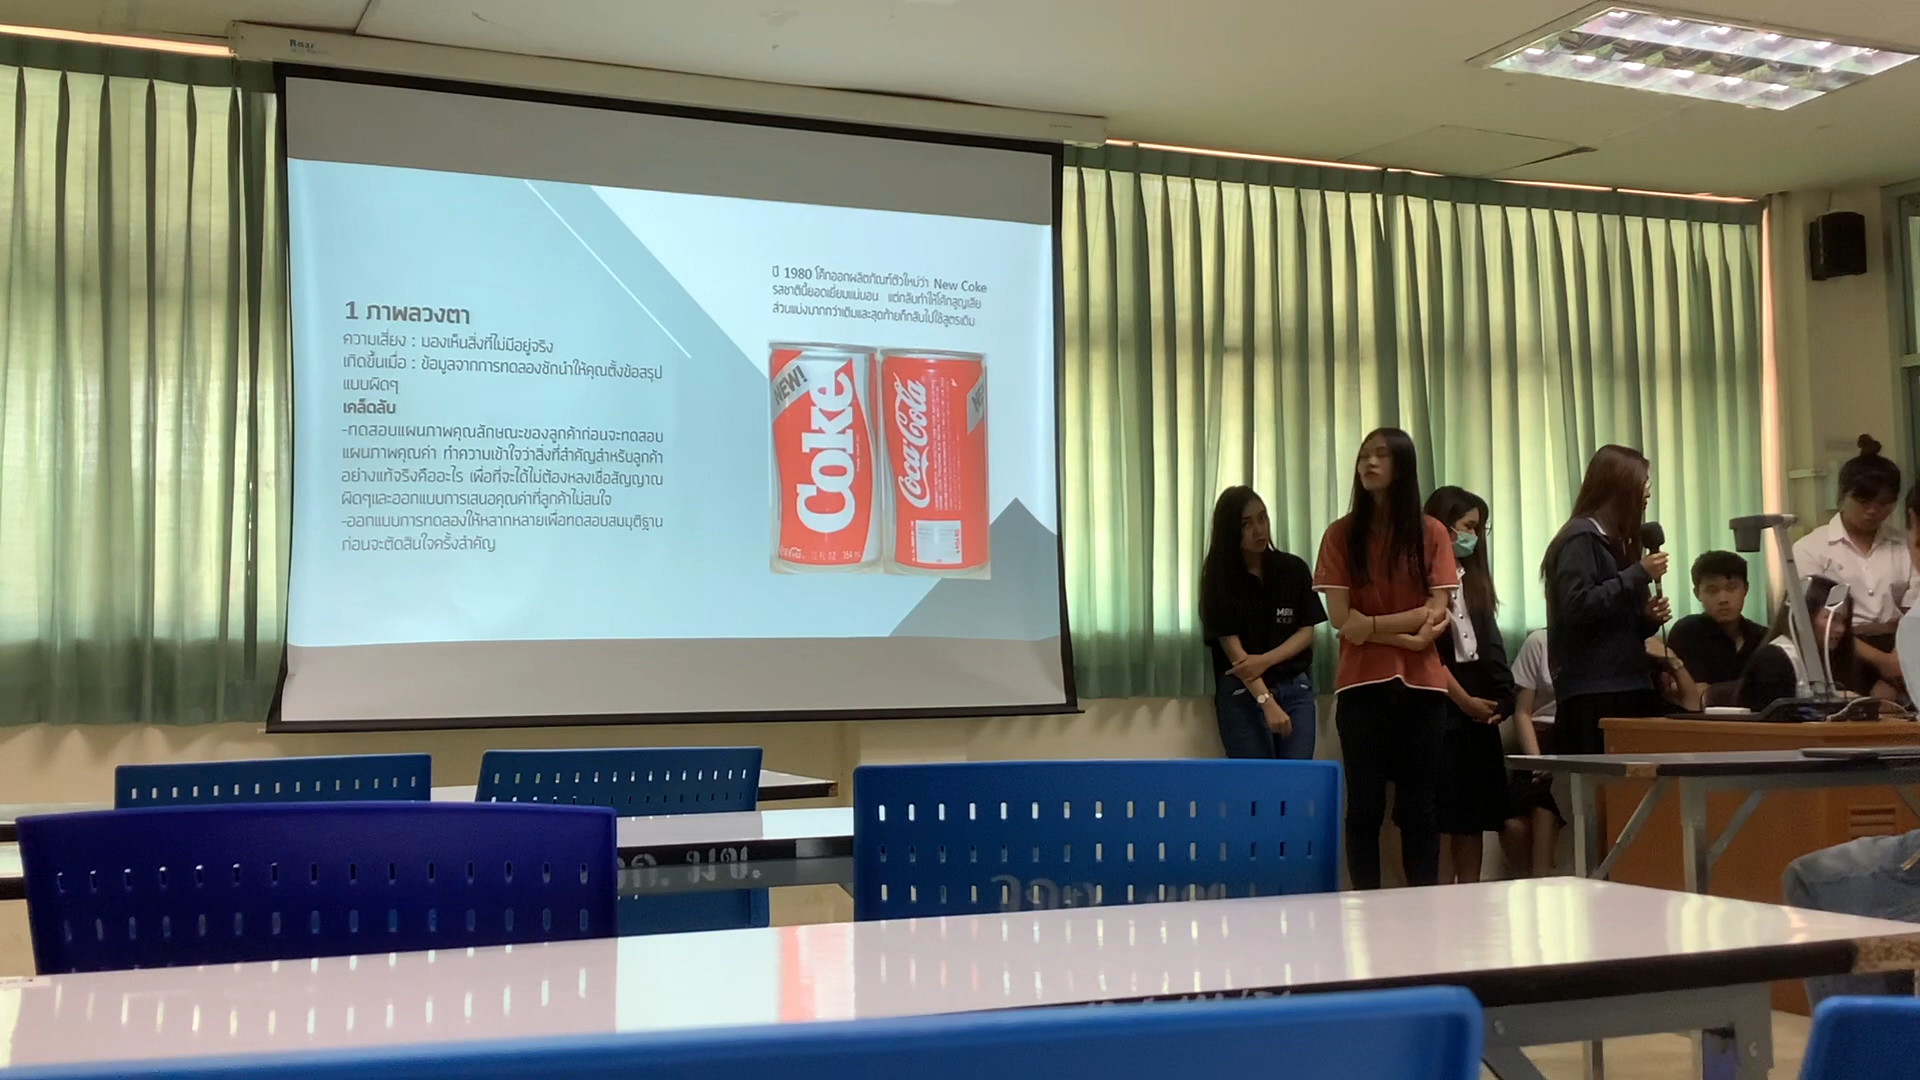 1 ภาพลวงตา
ความเสี่ยง : มองเห็นสิ่งที่ไม่มีอยู่จริง
เกิดขึ้นเมื่อ : ข้อมูลจากการทดลองชักนำให้คุณตั้งข้อสรุป
แบบผิดๆ
เคล็ดลับ
-ทดสอบแผนภาพคุณลักษณะของลูกค้าก่อนจะทดสอบ
แผนภาพคุณค่า ทำความเข้าใจว่าสิ่งที่สำคัญสำหรับลูกค้า
อย่างแท้จริงคืออะไร เพื่อที่จะได้ไม่ต้องหลงเชื่อสัญญาณ
ผิดๆและออกแบบการเสนอคุณค่าที่ลูกค้าไม่สนใจ
-ออกแบบการทดลองให้หลากหลายเพื่อทดสอบสมมุติฐาน
ก่อนจะตัดสินใจครั้งสำคัญ
ปี 1980 โค้กออกผลิตภัณฑ์ตัวใหม่ว่า New Coke
รสชาตินี้ยอดเยี่ยมแน่นอน แต่กลับทำให้โค้กสูญเสีย
ส่วนแบ่งมากกว่าเดิมและสุดท้ายก็กลับไปใช้สูตรเดิม
NEW!
Coke
Coca-Cola
มข.